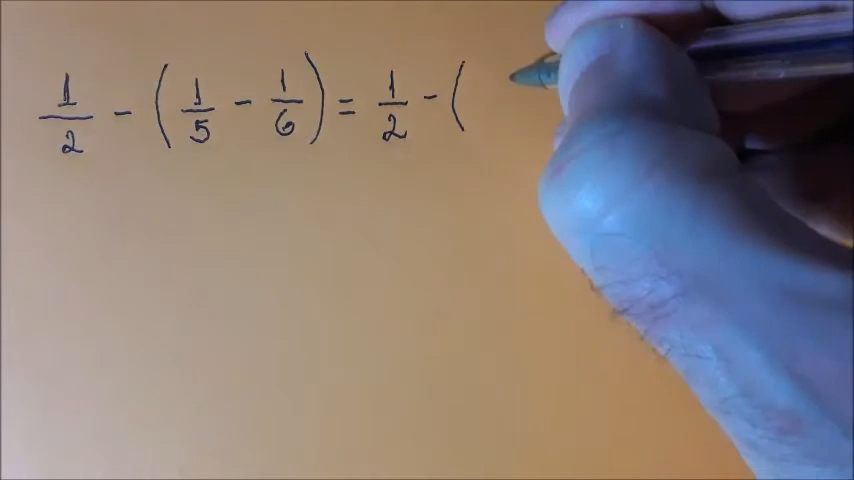 1/2 - (1/5 - 1/6) = 1/2 - (